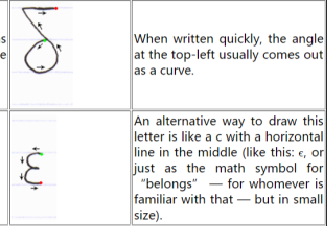 s
e
When written quickly, the angle
at the top-left usually comes out
as a curve.
An alternative way to draw this
letter is like a c with a horizontal
line in the middle (like this: ϵ, or
just as the math symbol for
"belongs" — for whomever is
familiar with that — but in small
size).